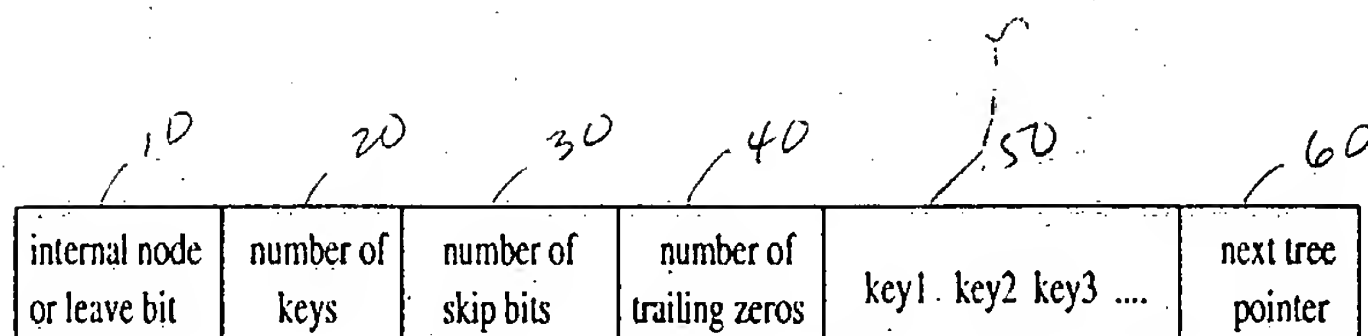 10 20 30 40 50 60
internal node number of number of number of next tree
or leave bit keys skip bits trailing zeros key1 . key2 key3 .... pointer